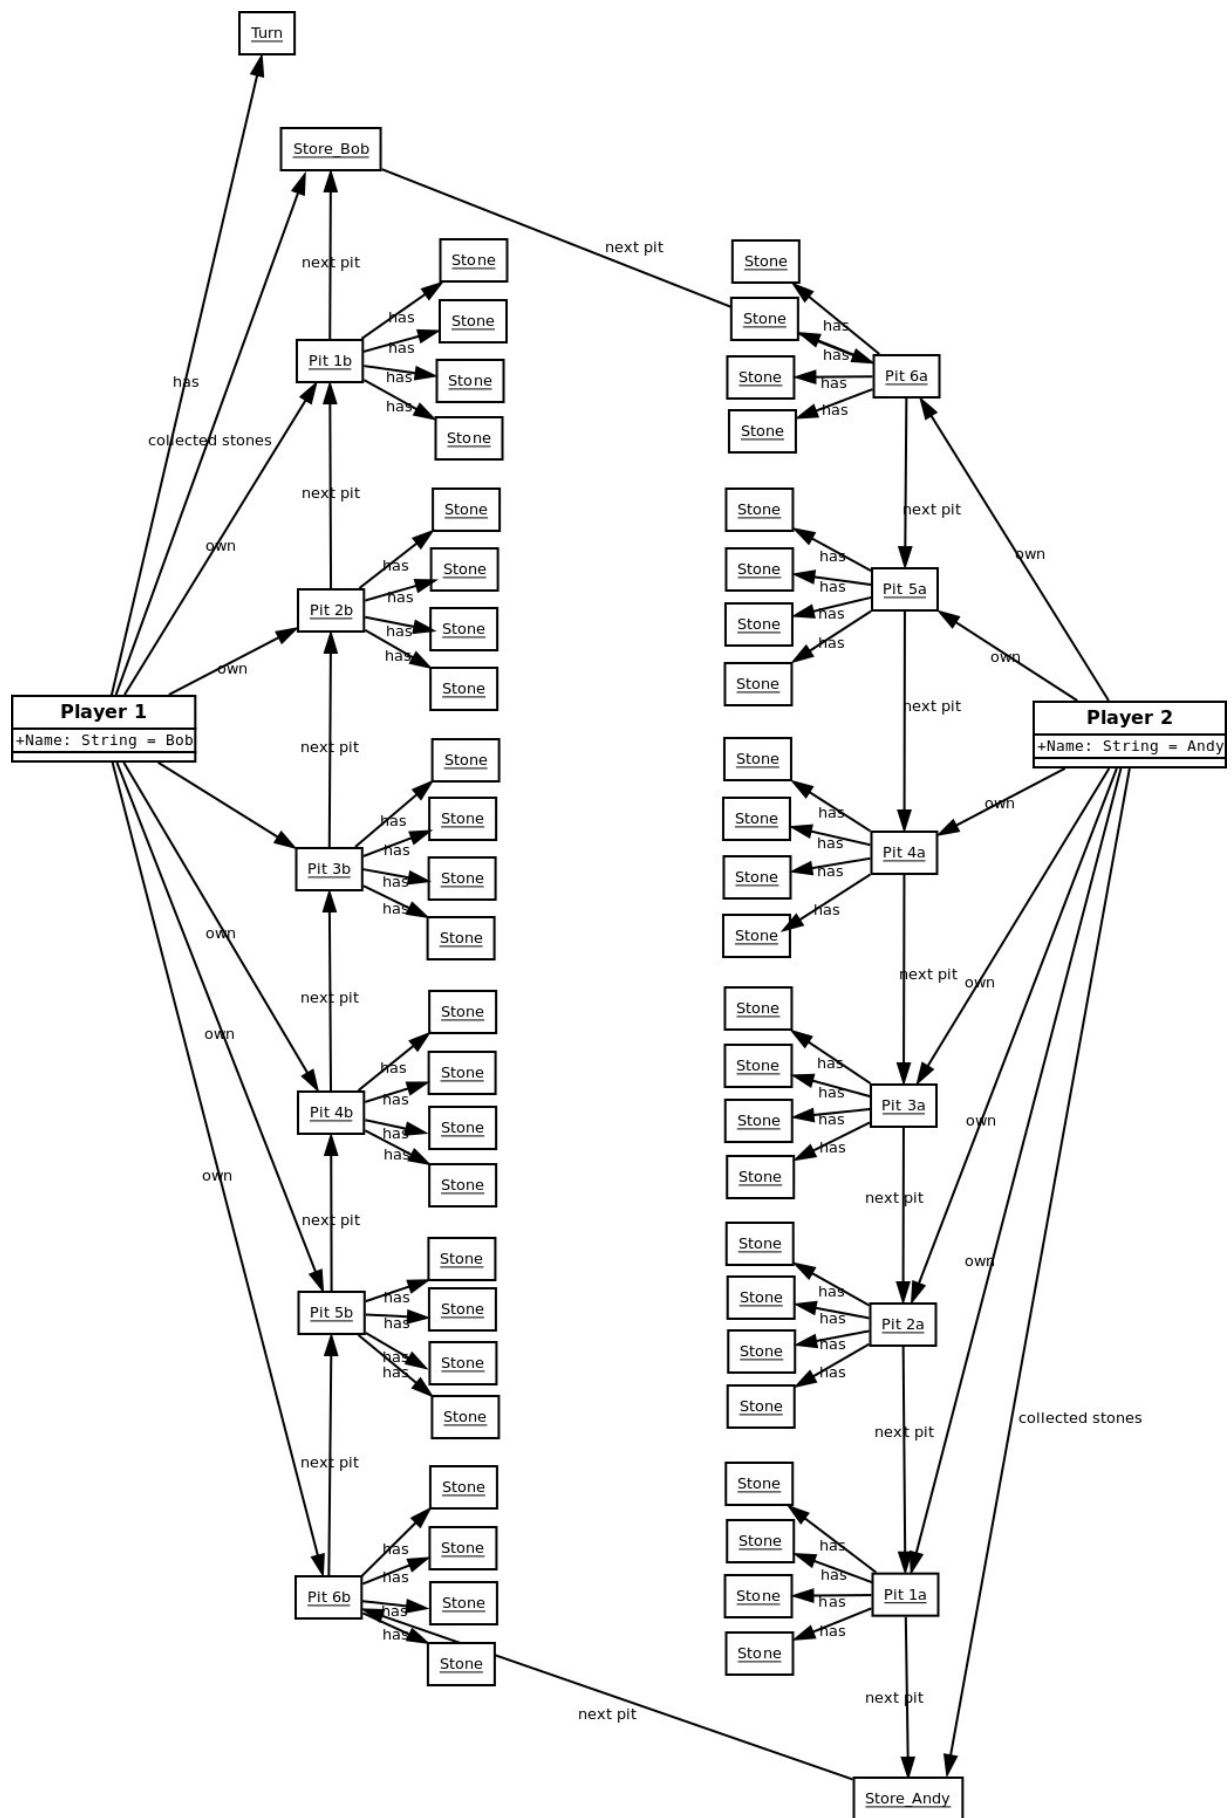 Turn
Store_Bob
next pit
Stone
Stone
next pit
Stone
has
Stone
Stone
has
has
has
Pit 1b
has
Pit 6a
has
Stone
has
Stone
has
has
has
Stone
Stone
collected stones
next pit
Stone
Stone
next pit
own
has
has
Stone
Stone
has
has
Pit 5a
has
Pit 2b
has
Stone
Stone
has
own
has
has
own
own
Stone
Stone
next pit
Player 1
Player 2
+Name: String = Bob
+Name: String = Andy
next pit
Stone
Stone
own
has
has
Stone
Stone
has
has
Pit 4a
Pit 3b
has
Stone
Stone
has
has
has
own
Stone
Stone
next pit
own
next pit
Stone
Stone
own
has
has
Stone
Stone
has
has
Pit 3a
Pit 4b
has
Stone
Stone
has
own
has
has
own
Stone
Stone
next pit
next pit
Stone
Stone
own
has
has
Stone
Stone
Pit 5b
has
has
Pit 2a
has
Stone
Stone
has
has
has
Stone
Stone
collected stones
next pit
next pit
Stone
Stone
has
has
Stone
Stone
has
has
Pit 6b
Pit 1a
has
Stone
Stone
has
has
has
Stone
Stone
next pit
next pit
Store_Andy